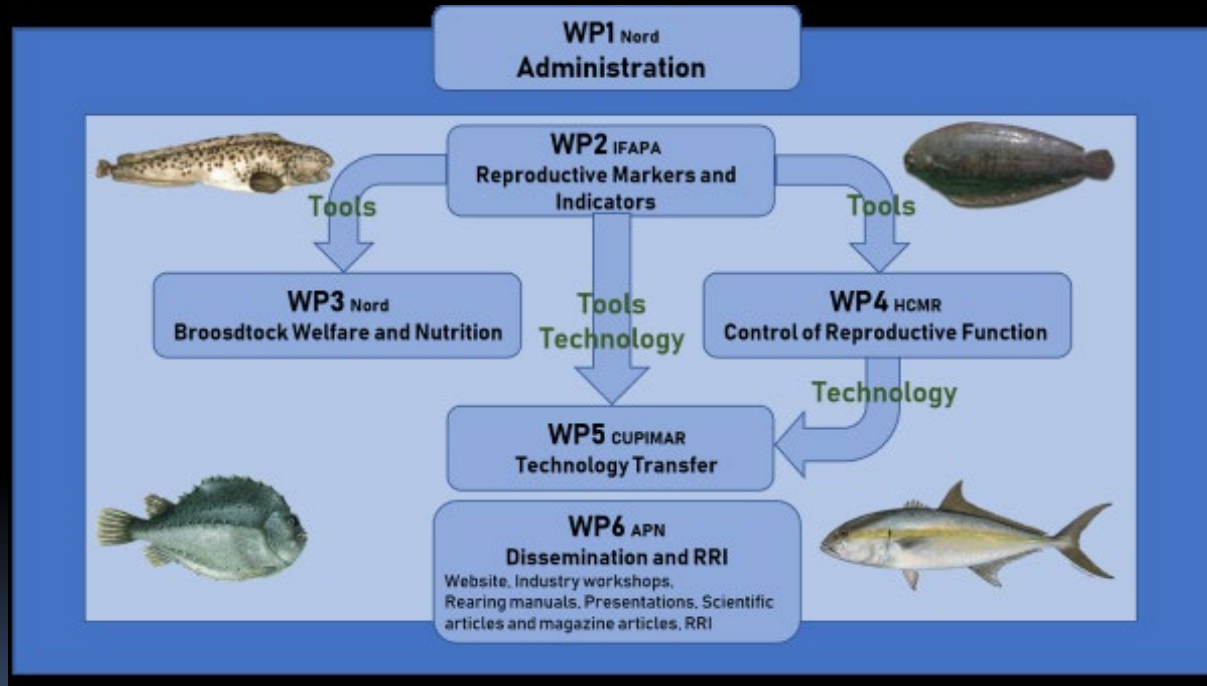 WP1 Nord
Administration
WP2 IFAPA
Reproductive Markers and
Indicators
Tools
Tools
WP3 Nord
Broosdtock Welfare and Nutrition
Tools
Technology
WP4 HCMR
Control of Reproductive Function
Technology
WP5 CUPIMAR
Technology Transfer
WP6 APN
Dissemination and RRI
Website, Industry workshops,
Rearing manuals, Presentations, Scientific
articles and magazine articles, RRI